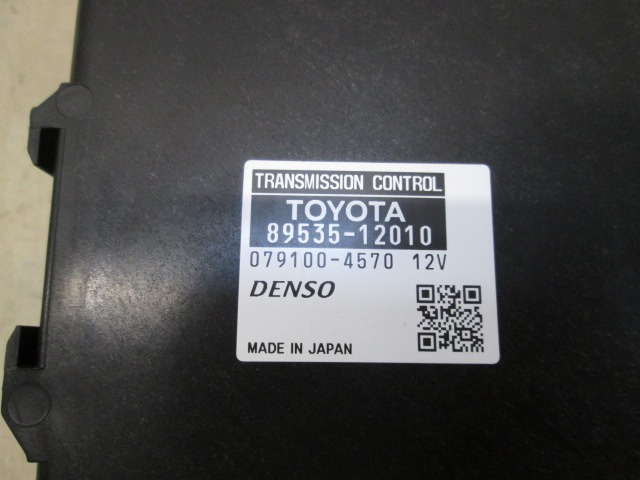 TRANSMISSION CONTROL
TOYOTA
89535-12010
079100-4570 12V
DENSO
MADE IN JAPAN